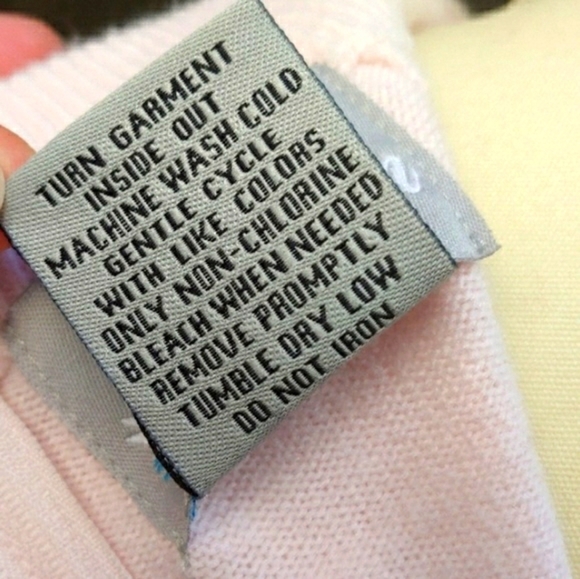 TURN GARMENT
INSIDE OUT
MACHINE WASH COLD
GENTLE CYCLE
WITH LIKE COLORS
ONLY NON-CHLORINE
BLEACH WHEN NEEDED
REMOVE PROMPTLY
TUMBLE DRY LOW
DO NOT IRON